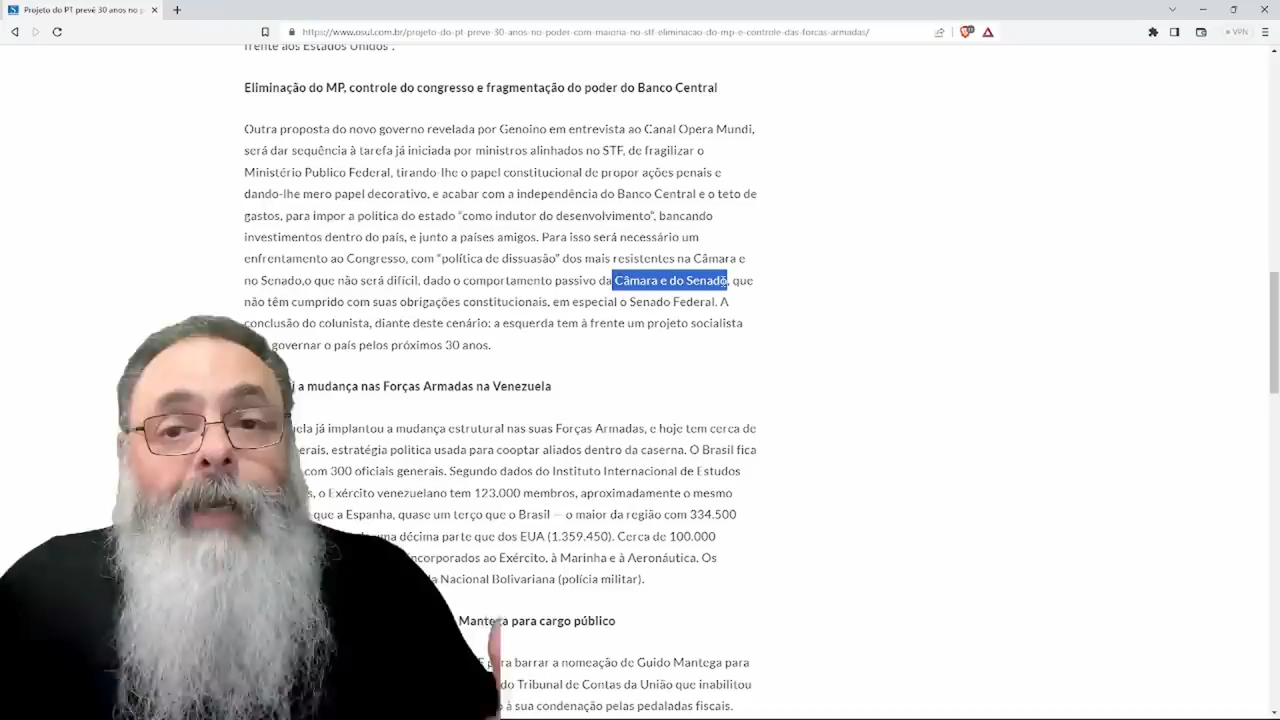 Projeto do PT prevê 30 anos no p
https://www.osul.com.br/projeto-do-pt-preve-30-anos-no-poder-com-maioria-no-stf-eliminacao-do-mp-e-controle-das-forcas-armadas/
VPN
frente aos Estados Unidos”.
Eliminação do MP, controle do congresso e fragmentação do poder do Banco Central
Outra proposta do novo governo revelada por Genoino em entrevista ao Canal Opera Mundi,
será dar sequência à tarefa já iniciada por ministros alinhados no STF, de fragilizar o
Ministério Publico Federal, tirando-lhe o papel constitucional de propor ações penais e
dando-lhe mero papel decorativo, e acabar com a independência do Banco Central e o teto de
gastos, para impor a política do estado “como indutor do desenvolvimento”, bancando
investimentos dentro do país, e junto a países amigos. Para isso será necessário um
enfrentamento ao Congresso, com “política de dissuasão” dos mais resistentes na Câmara e
no Senado,o que não será difícil, dado o comportamento passivo da Câmara e do Senado, que
não têm cumprido com suas obrigações constitucionais, em especial o Senado Federal. A
conclusão do colunista, diante deste cenário: a esquerda tem à frente um projeto socialista
governar o país pelos próximos 30 anos.
a mudança nas Forças Armadas na Venezuela
já implantou a mudança estrutural nas suas Forças Armadas, e hoje tem cerca de
estratégia política usada para cooptar aliados dentro da caserna. O Brasil fica
com 300 oficiais generais. Segundo dados do Instituto Internacional de Estudos
o Exército venezuelano tem 123.000 membros, aproximadamente o mesmo
que a Espanha, quase um terço que o Brasil — o maior da região com 334.500
uma décima parte que dos EUA (1.359.450). Cerca de 100.000
incorporados ao Exército, à Marinha e à Aeronáutica. Os
Nacional Bolivariana (polícia militar).
Mantega para cargo público
para barrar a nomeação de Guido Mantega para
do Tribunal de Contas da União que inabilitou
à sua condenação pelas pedaladas fiscais.